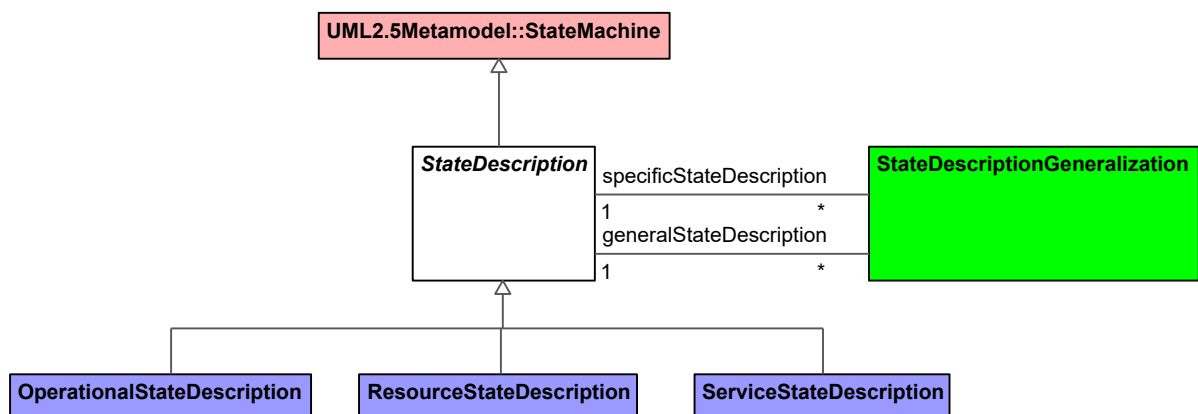 UML2.5Metamodel::StateMachine
StateDescription
StateDescriptionGeneralization
specificStateDescription
1 *
generalStateDescription
1 *
OperationalStateDescription
ResourceStateDescription
ServiceStateDescription